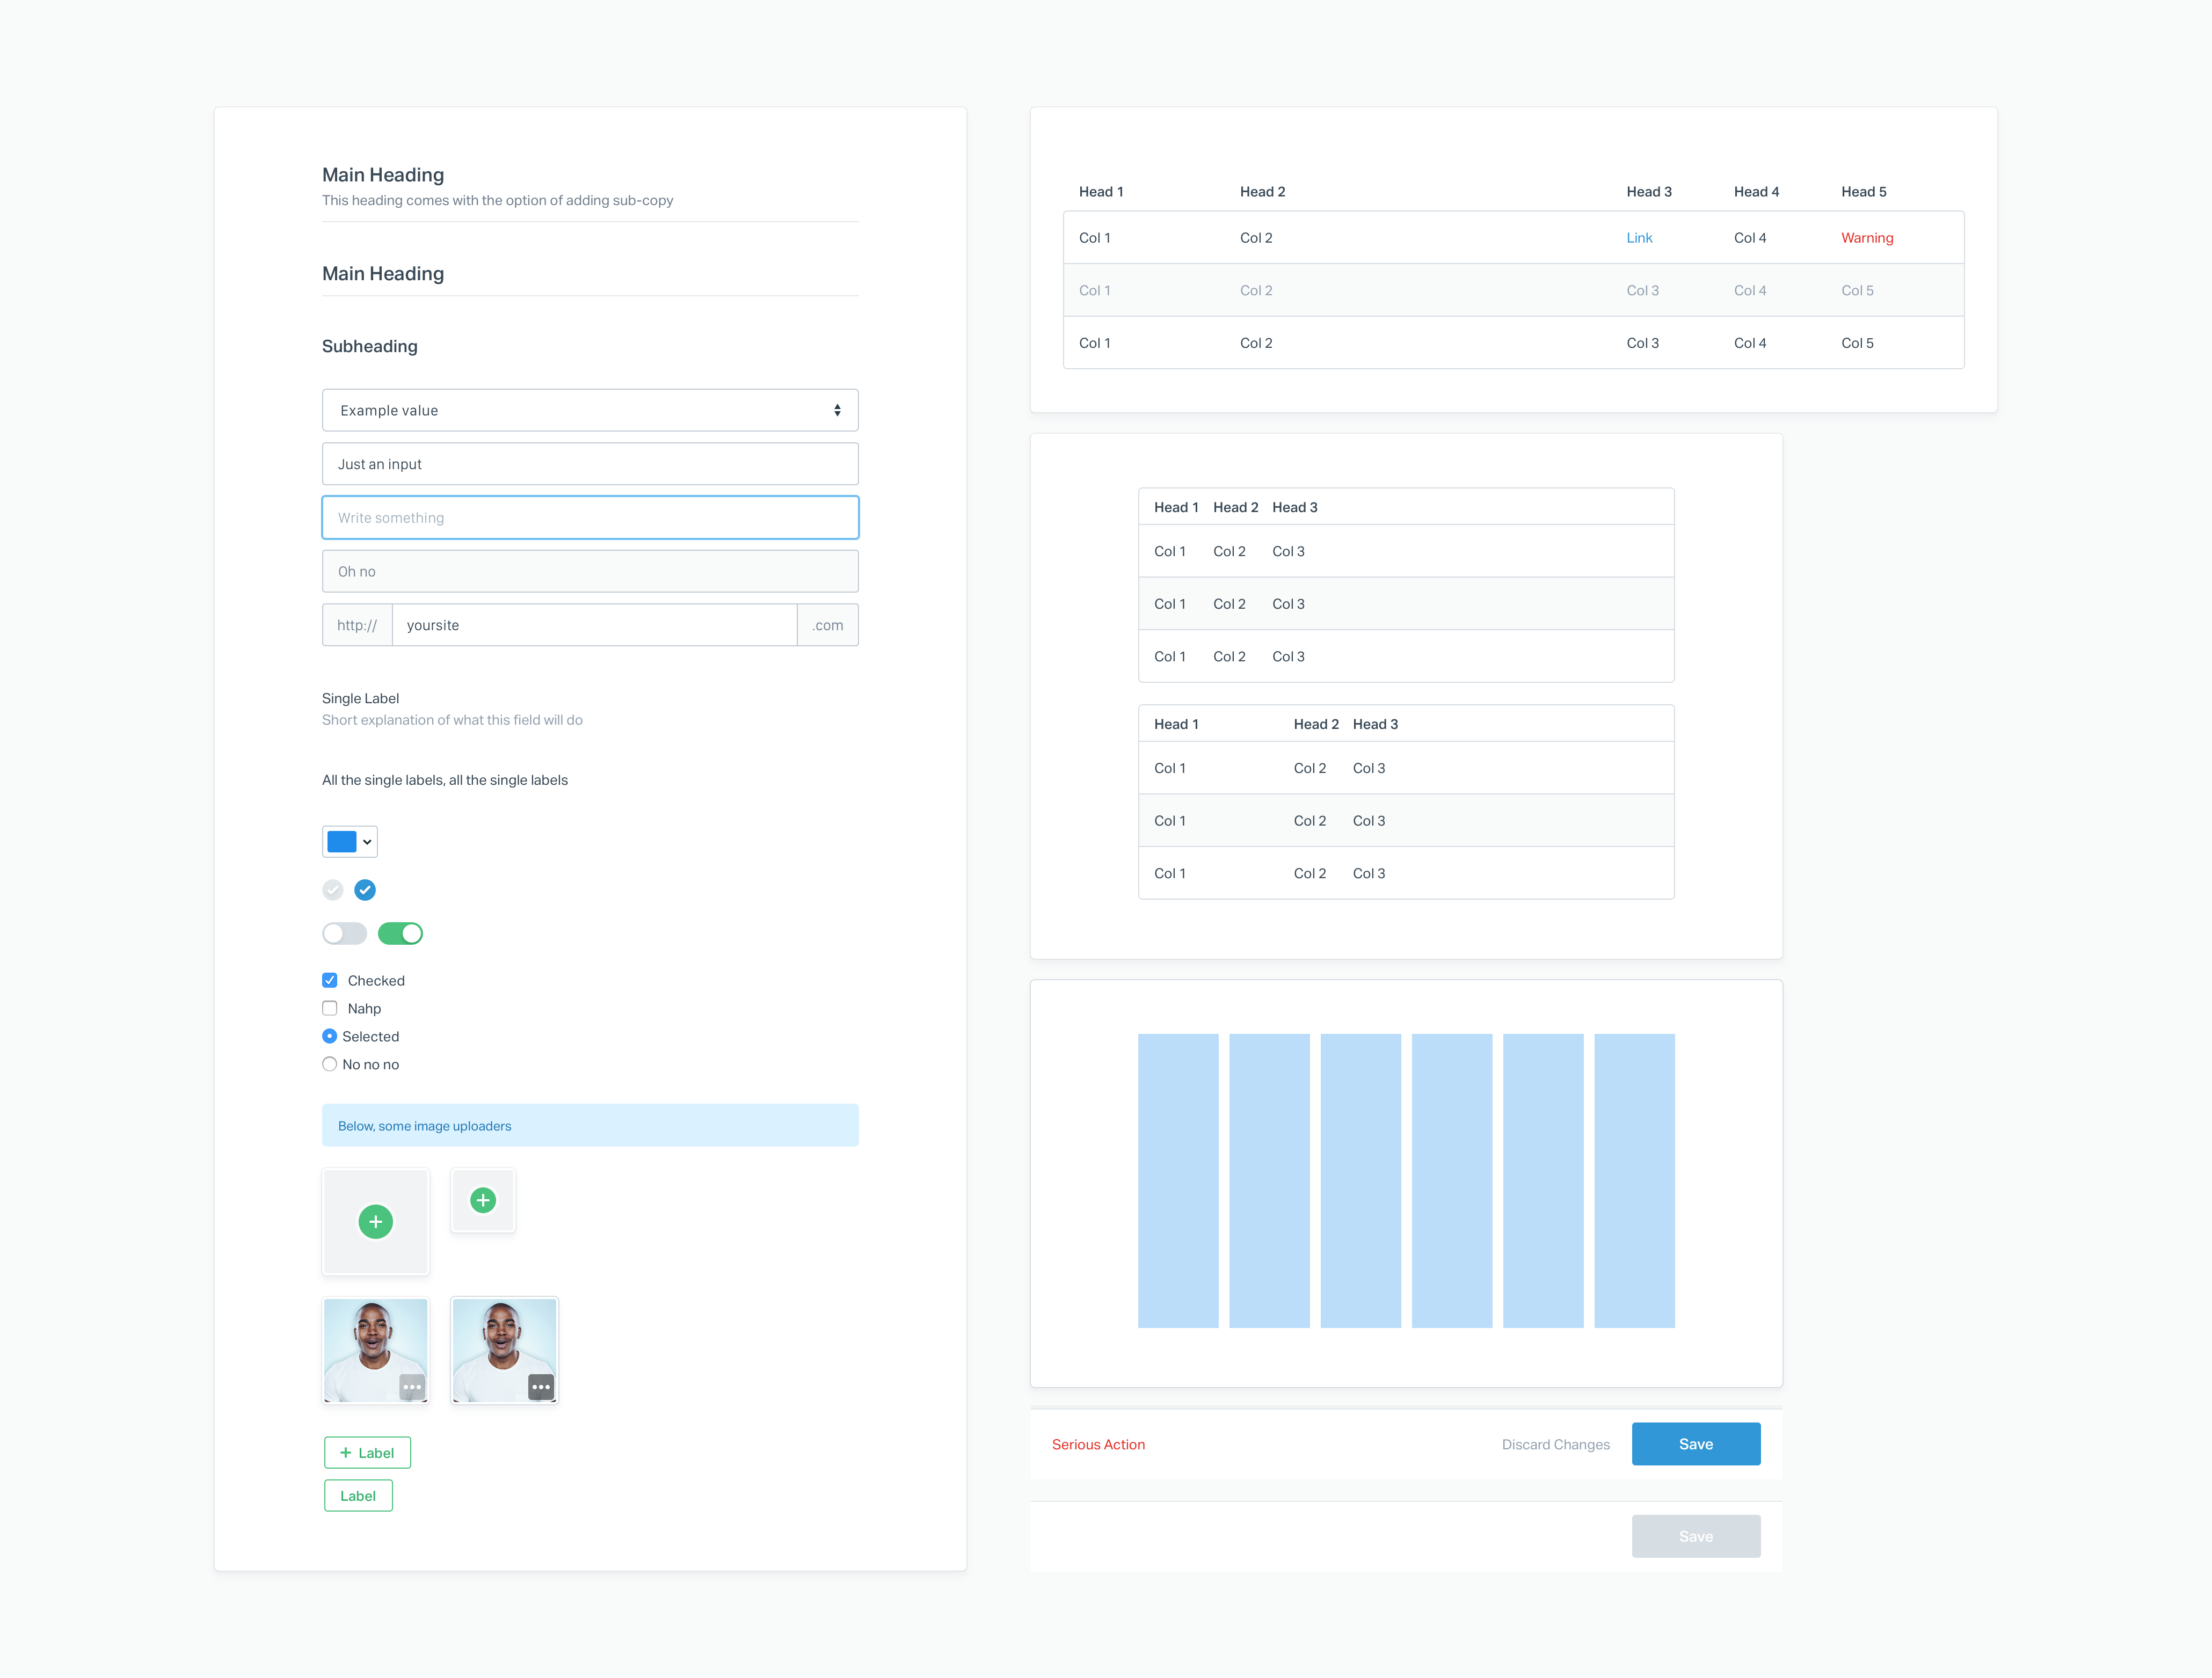 Main Heading
This heading comes with the option of adding sub-copy
Main Heading
Subheading
Example value
Just an input
Write something
Oh no
http:// yoursite .com
Single Label
Short explanation of what this field will do
All the single labels, all the single labels
Checked
Nahp
Selected
No no no
Below, some image uploaders
+ Label
Label
Head 1 Head 2 Head 3 Head 4 Head 5
Col 1 Col 2 Link Col 4 Warning
Col 1 Col 2 Col 3 Col 4 Col 5
Col 1 Col 2 Col 3 Col 4 Col 5
Head 1 Head 2 Head 3
Col 1 Col 2 Col 3
Col 1 Col 2 Col 3
Col 1 Col 2 Col 3
Head 1 Head 2 Head 3
Col 1 Col 2 Col 3
Col 1 Col 2 Col 3
Col 1 Col 2 Col 3
Serious Action Discard Changes Save
Save